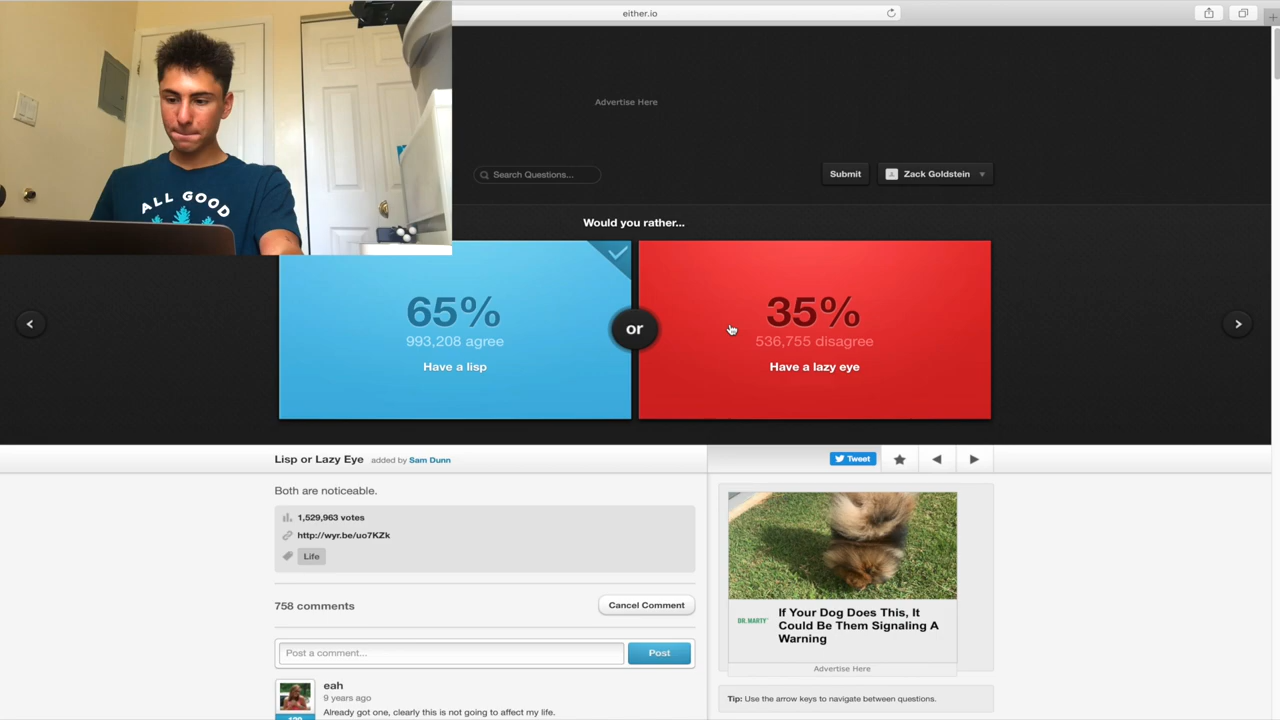 either.io
Advertise Here
Search Questions...
Submit
Zack Goldstein
Would you rather...
ALL GOOD
65%
993,208 agree
Have a lisp
or
35%
536,755 disagree
Have a lazy eye
Lisp or Lazy Eye added by Sam Dunn
Tweet
Both are noticeable.
1,529,963 votes
http://wyr.be/uo7KZk
Life
758 comments
Cancel Comment
Post a comment...
Post
eah
9 years ago
Already got one, clearly this is not going to affect my life.
DR. MARTY
If Your Dog Does This, It
Could Be Them Signaling A
Warning
Advertise Here
Tip: Use the arrow keys to navigate between questions.